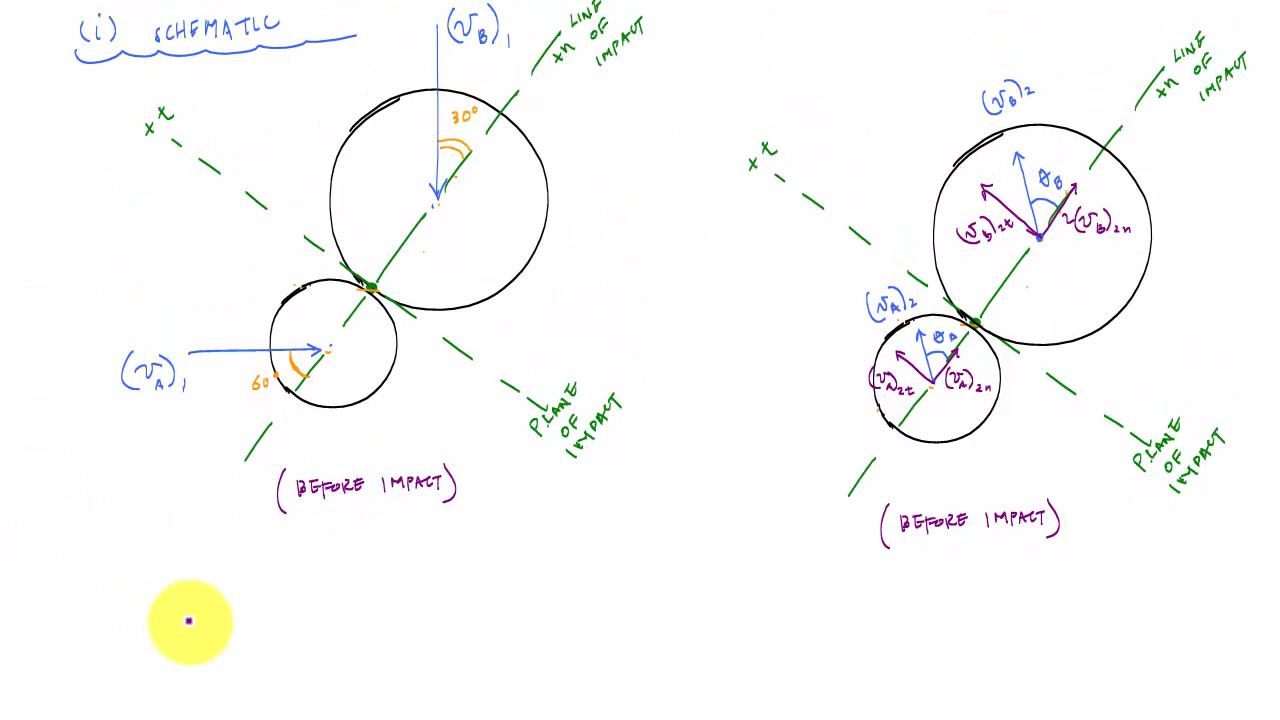 (i) SCHEMATIC
(v_B)_1
+n LINE
OF
IMPACT
30°
+t
(v_A)_1
60
PLANE
OF
IMPACT
(BEFORE IMPACT)
(v_B)_2
+n LINE
OF
IMPACT
+t
θ_B
(v_B)_2t
(v_B)_2n
(v_A)_2
θ_A
(v_A)_2t
(v_A)_2n
PLANE
OF
IMPACT
(BEFORE IMPACT)